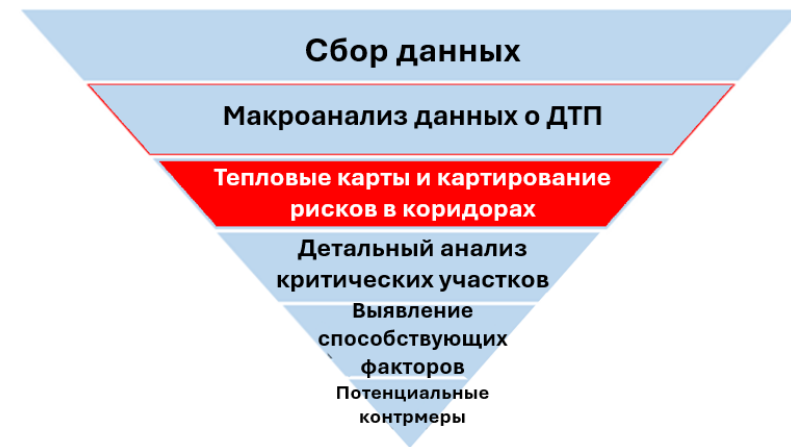 Сбор данных
Макроанализ данных о ДТП
Тепловые карты и картирование
рисков в коридорах
Детальный анализ
критических участков
Выявление
способствующих
факторов
Потенциальные
контрмеры